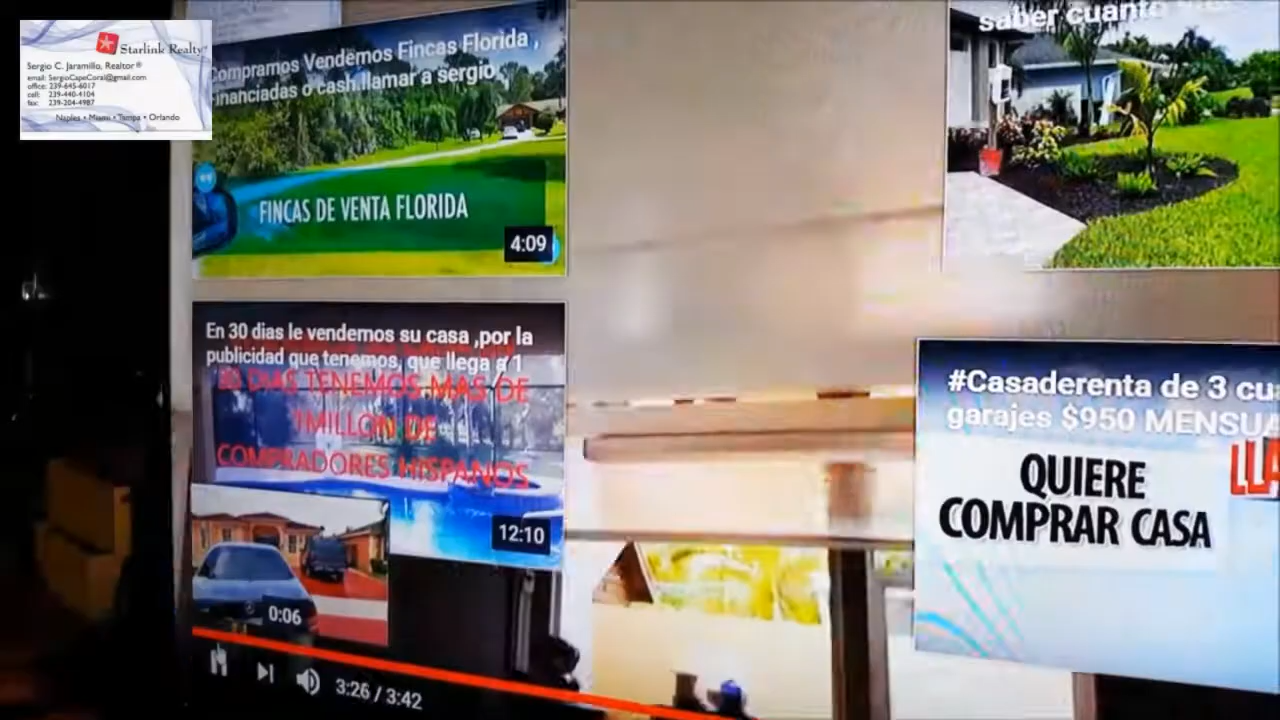 Starlink Realty
Sergio C. Jaramillo, Realtor®
email: SergioCapeCoral@gmail.com
office: 239-645-6017
cell: 239-440-4104
fax: 239-204-4987
Naples • Miami • Tampa • Orlando
Compramos Vendemos Fincas Florida ,
financiadas o cash.llamar a sergio
FINCAS DE VENTA FLORIDA
4:09
saber cuanto
En 30 dias le vendemos su casa ,por la
publicidad que tenemos, que llega a 1
30 DIAS TENEMOS MAS DE
1MILLON DE
COMPRADORES HISPANOS
12:10
#Casaderenta de 3 cu
garajes $950 MENSUA
LLA
QUIERE
COMPRAR CASA
0:06
3:26 / 3:42